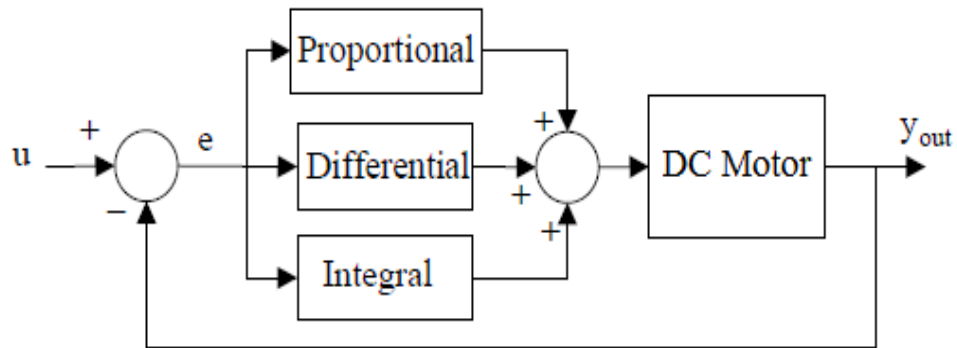 Proportional
+
u
e
−
Differential
+
+
+
DC Motor
y_out
Integral